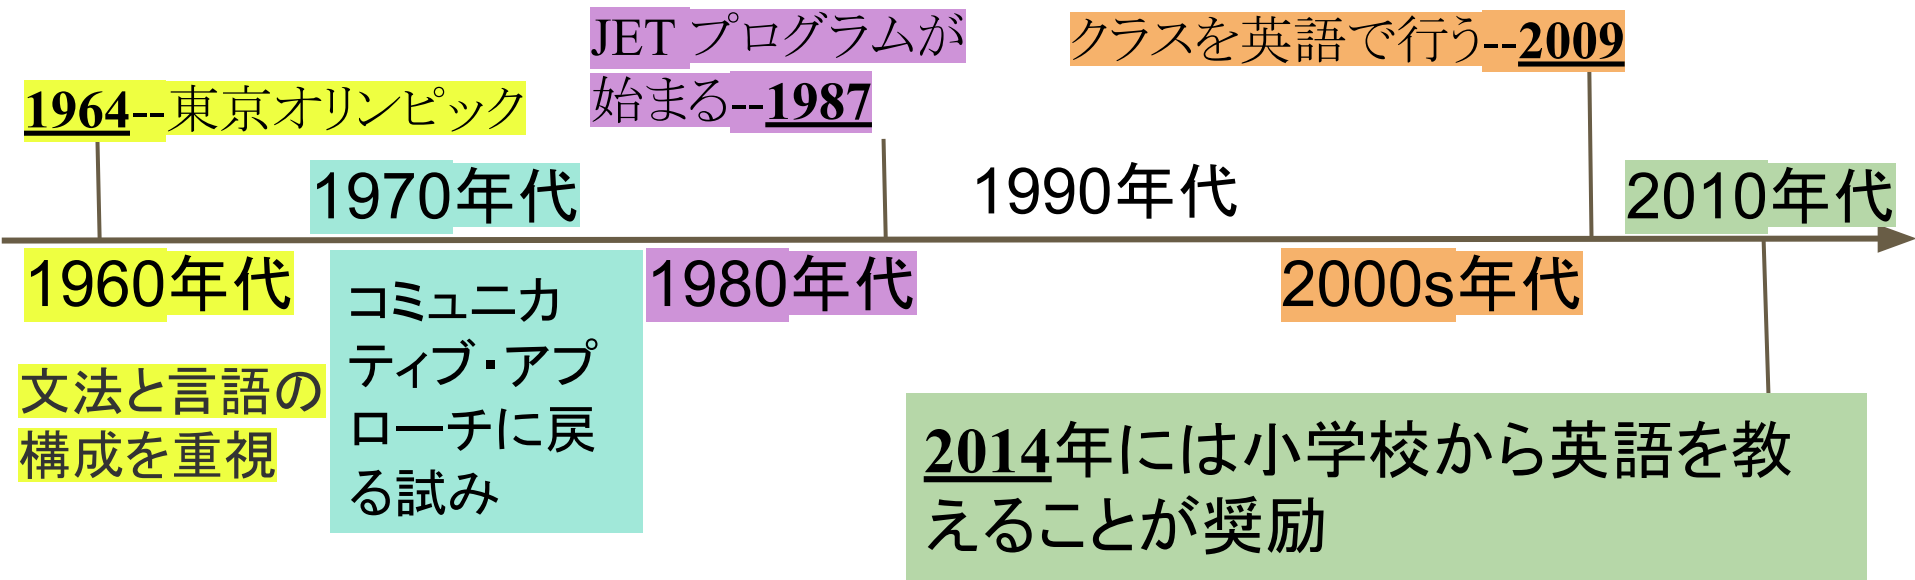 JET プログラムが
始まる--1987
クラスを英語で行う--2009
1964--東京オリンピック
1970年代
1990年代
2010年代
1960年代
1980年代
2000s年代
文法と言語の
構成を重視
コミュニカ
ティブ・アプ
ローチに戻
る試み
2014年には小学校から英語を教
えることが奨励